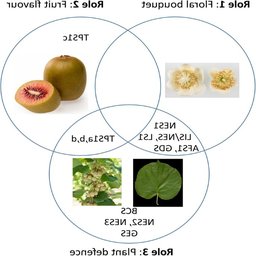 Role 2: Fruit flavour
Role 1: Floral bouquet
TPS1c
NES1
LIS/NES, LS1
AFS1, GDS
TPS1a,b,d
BCS
NES2, NES3
GES
Role 3: Plant defence